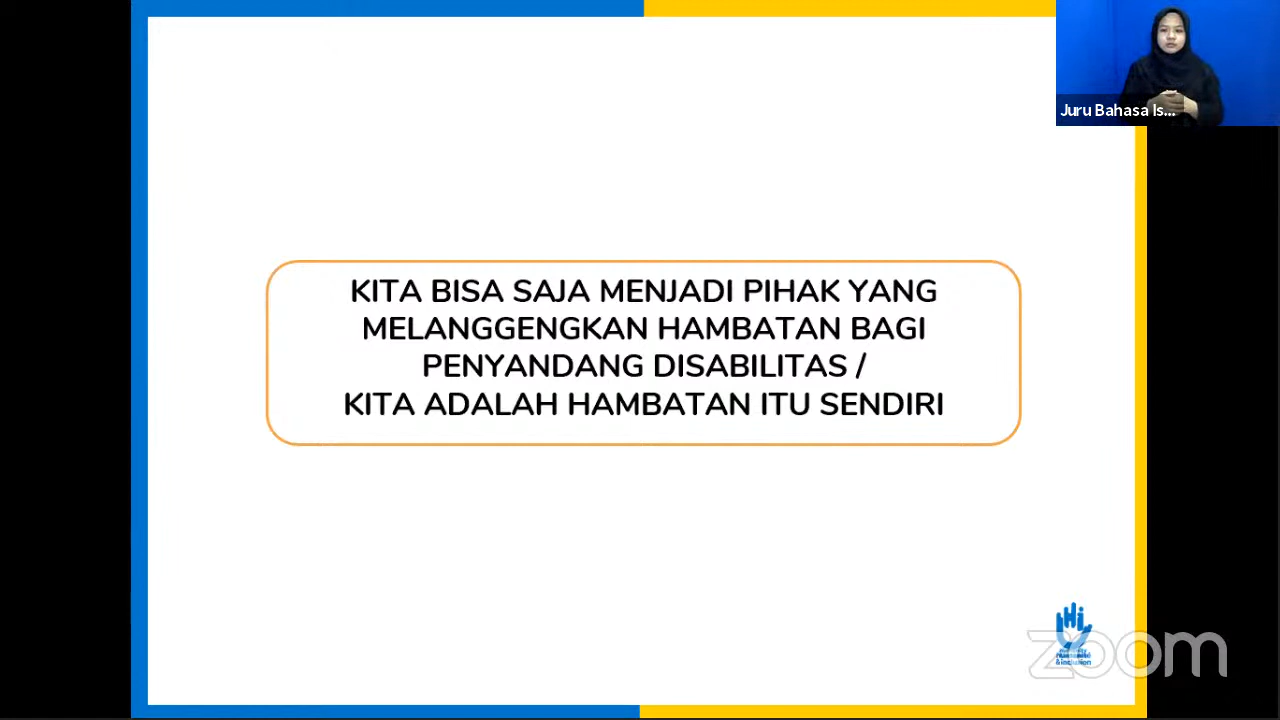 Juru Bahasa Is...
KITA BISA SAJA MENJADI PIHAK YANG
MELANGGENGKAN HAMBATAN BAGI
PENYANDANG DISABILITAS /
KITA ADALAH HAMBATAN ITU SENDIRI
zoom
& inclusion